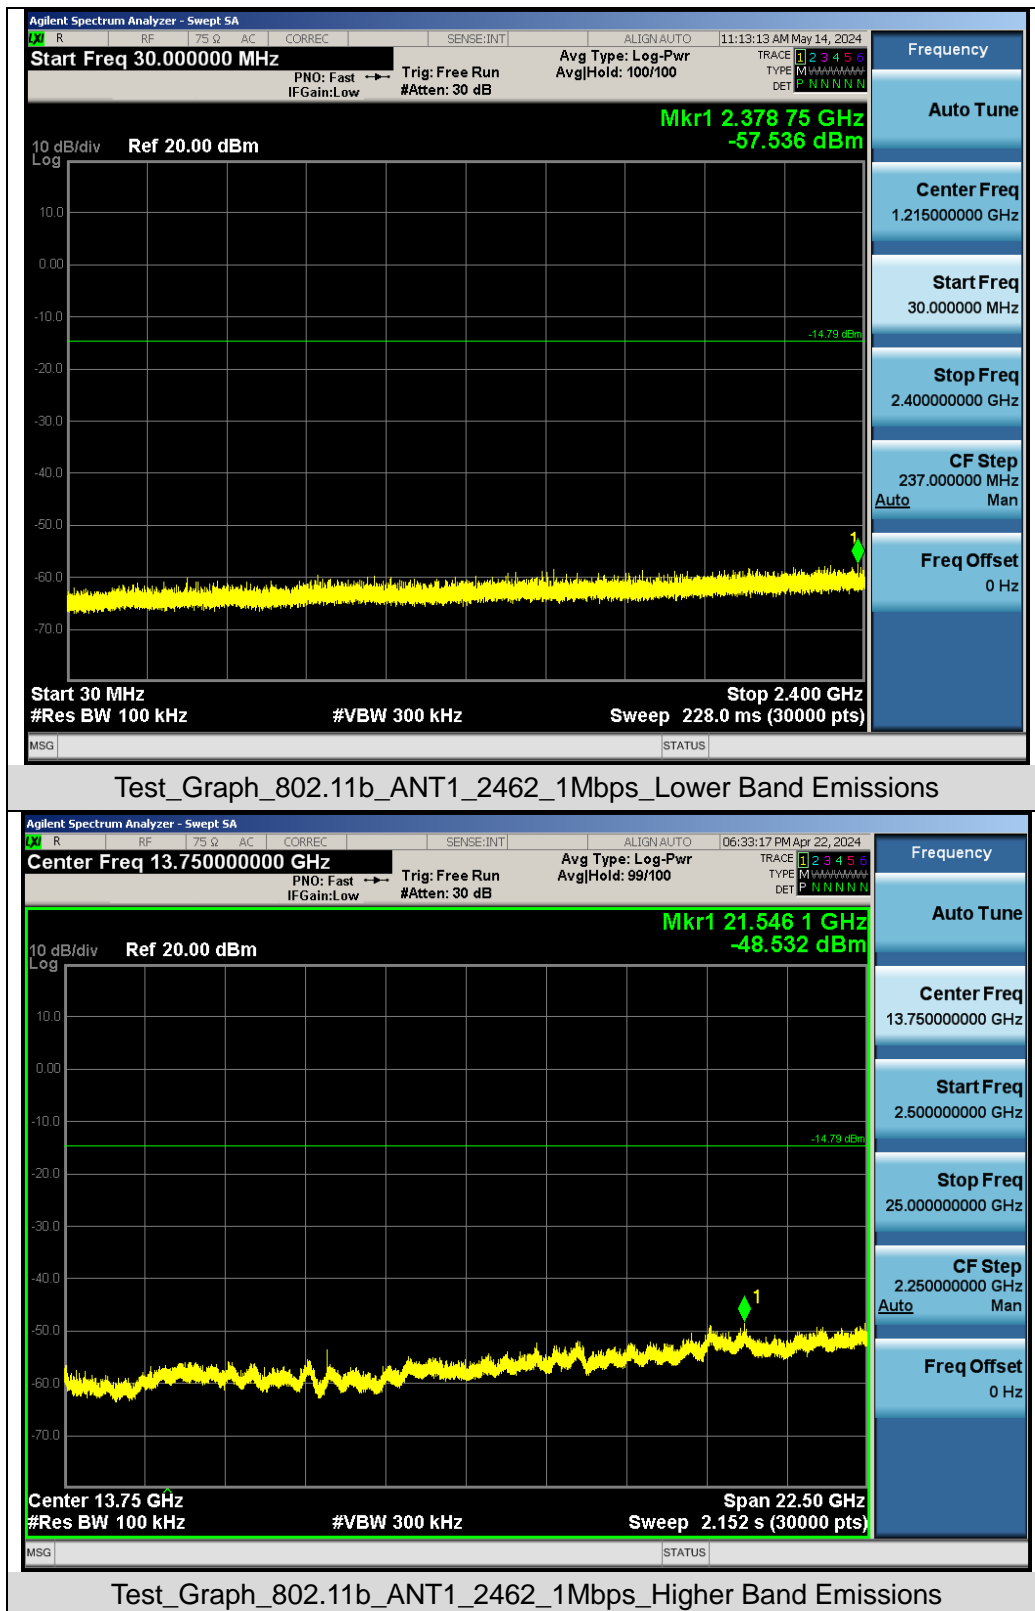 Agilent Spectrum Analyzer - Swept SA
LXI R RF 75 Ω AC CORREC SENSE:INT ALIGN AUTO 11:13:13 AM May 14, 2024
Start Freq 30.000000 MHz
PNO: Fast Trig: Free Run
IFGain:Low #Atten: 30 dB
Avg Type: Log-Pwr
Avg|Hold: 100/100
TRACE 1 2 3 4 5 6
TYPE M
DET P N N N N N
Mkr1 2.378 75 GHz
-57.536 dBm
10 dB/div Ref 20.00 dBm
Log
10.0
0.00
-10.0
-14.79 dBm
-20.0
-30.0
-40.0
-50.0
1
-60.0
-70.0
Start 30 MHz Stop 2.400 GHz
#Res BW 100 kHz #VBW 300 kHz Sweep 228.0 ms (30000 pts)
MSG STATUS
Frequency
Auto Tune
Center Freq
1.215000000 GHz
Start Freq
30.000000 MHz
Stop Freq
2.400000000 GHz
CF Step
237.000000 MHz
Auto Man
Freq Offset
0 Hz
Test_Graph_802.11b_ANT1_2462_1Mbps_Lower Band Emissions
Agilent Spectrum Analyzer - Swept SA
LXI R RF 75 Ω AC CORREC SENSE:INT ALIGN AUTO 06:33:17 PM Apr 22, 2024
Center Freq 13.750000000 GHz
PNO: Fast Trig: Free Run
IFGain:Low #Atten: 30 dB
Avg Type: Log-Pwr
Avg|Hold: 99/100
TRACE 1 2 3 4 5 6
TYPE M
DET P N N N N N
Mkr1 21.546 1 GHz
-48.532 dBm
10 dB/div Ref 20.00 dBm
Log
10.0
0.00
-10.0
-14.79 dBm
-20.0
-30.0
-40.0
1
-50.0
-60.0
-70.0
Center 13.75 GHz Span 22.50 GHz
#Res BW 100 kHz #VBW 300 kHz Sweep 2.152 s (30000 pts)
MSG STATUS
Frequency
Auto Tune
Center Freq
13.750000000 GHz
Start Freq
2.500000000 GHz
Stop Freq
25.000000000 GHz
CF Step
2.250000000 GHz
Auto Man
Freq Offset
0 Hz
Test_Graph_802.11b_ANT1_2462_1Mbps_Higher Band Emissions